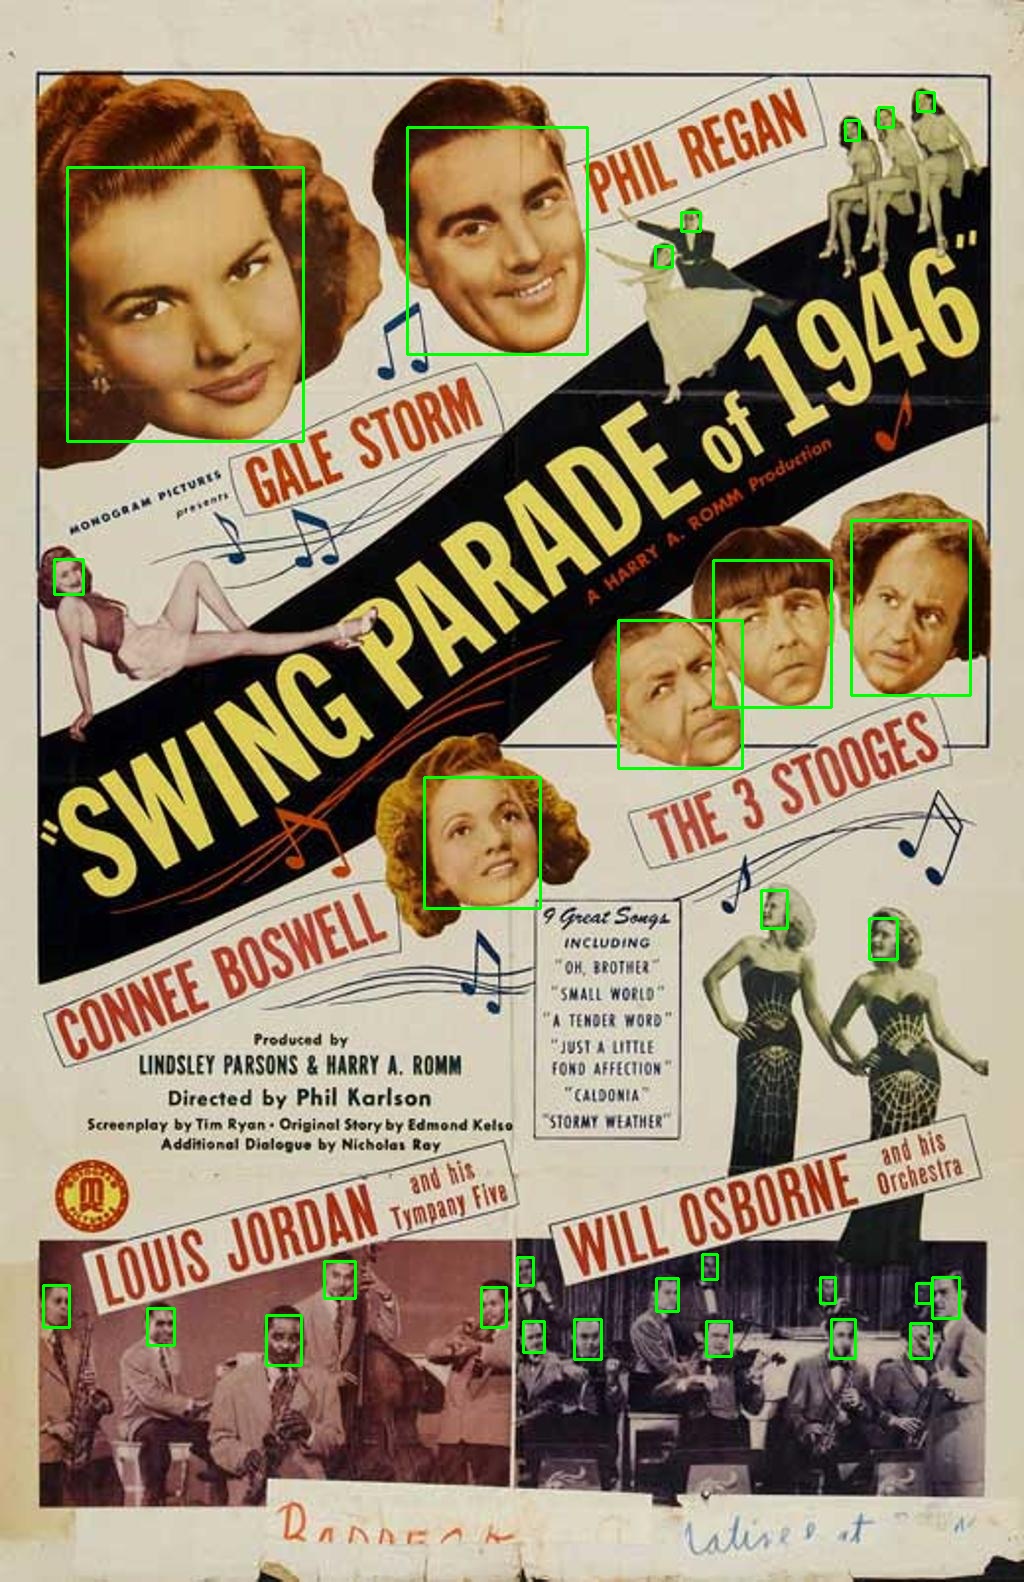 PHIL REGAN
GALE STORM
MONOGRAM PICTURES
presents
"SWING PARADE of 1946"
A HARRY A. ROMM Production
THE 3 STOOGES
CONNEE BOSWELL
9 Great Songs
INCLUDING
"OH, BROTHER"
"SMALL WORLD"
"A TENDER WORD"
"JUST A LITTLE
FOND AFFECTION"
"CALDONIA"
"STORMY WEATHER"
Produced by
LINDSLEY PARSONS & HARRY A. ROMM
Directed by Phil Karlson
Screenplay by Tim Ryan • Original Story by Edmond Kelso
Additional Dialogue by Nicholas Ray
LOUIS JORDAN and his
Tympany Five
WILL OSBORNE and his
Orchestra